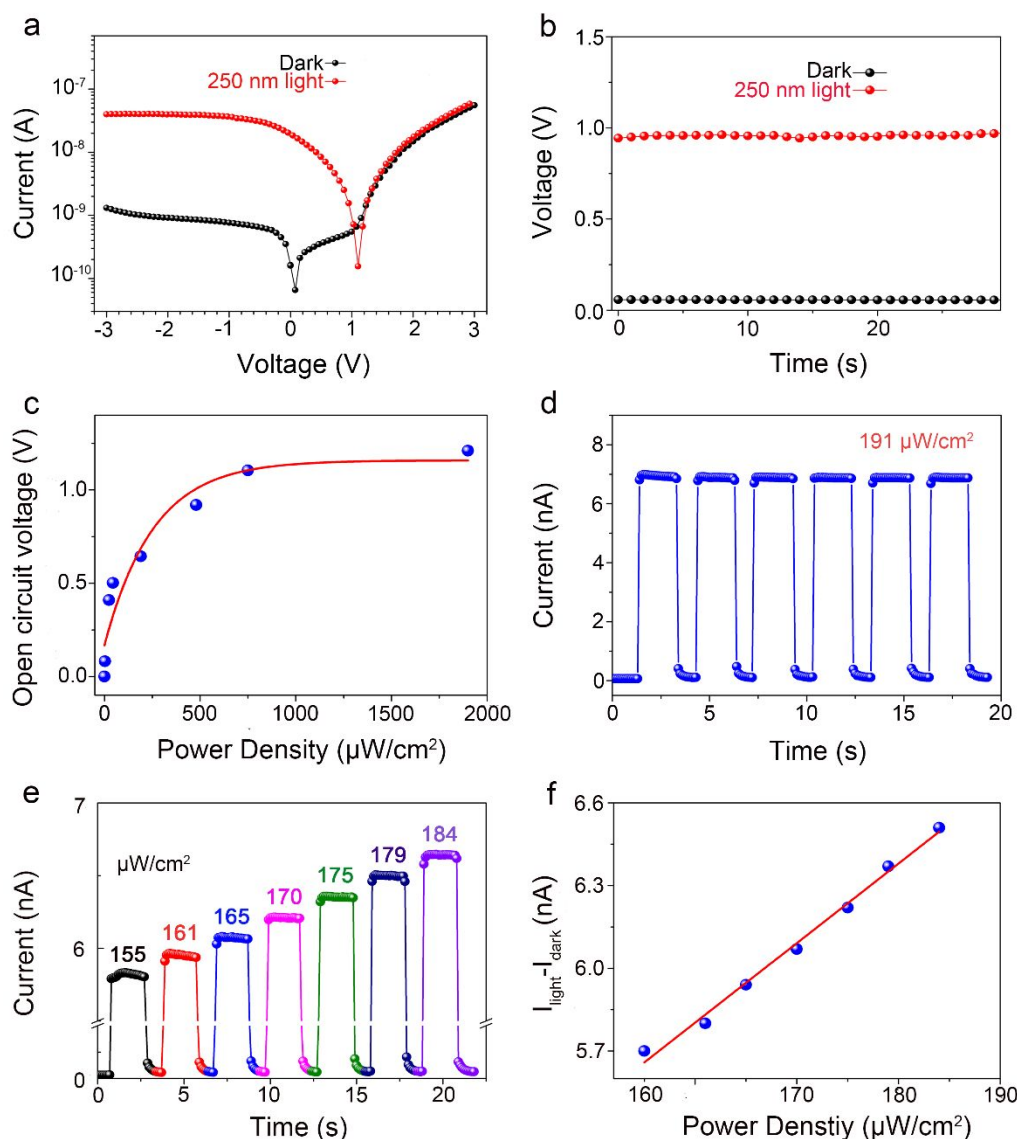 a
Dark
250 nm light
10⁻⁷
10⁻⁸
10⁻⁹
10⁻¹⁰
Current (A)
-3 -2 -1 0 1 2 3
Voltage (V)
b
Dark
250 nm light
1.5
1.0
0.5
0.0
Voltage (V)
0 10 20
Time (s)
c
1.0
0.5
0.0
Open circuit voltage (V)
0 500 1000 1500 2000
Power Density (μW/cm²)
d
191 μW/cm²
8
6
4
2
0
Current (nA)
0 5 10 15 20
Time (s)
e
7
6
0
Current (nA)
μW/cm²
155 161 165 170 175 179 184
0 5 10 15 20
Time (s)
f
6.6
6.3
6.0
5.7
I_light-I_dark (nA)
160 170 180 190
Power Denstiy (μW/cm²)